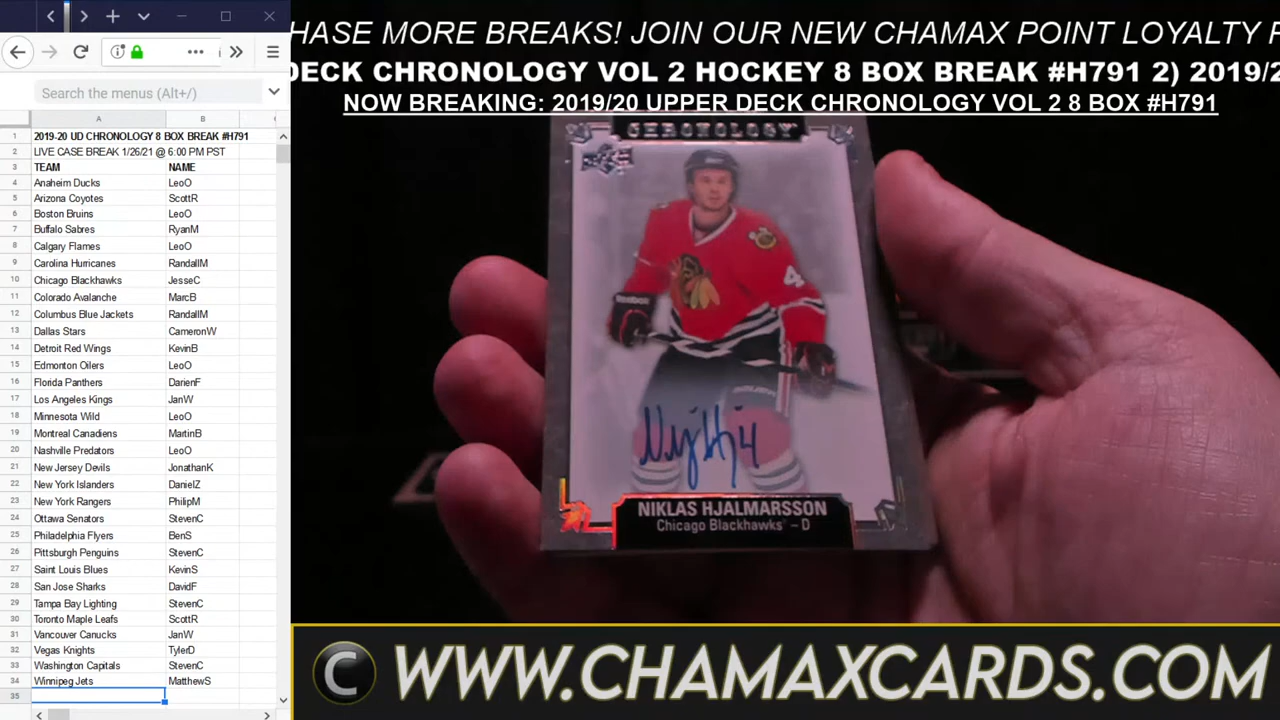 HASE MORE BREAKS! JOIN OUR NEW CHAMAX POINT LOYALTY P
DECK CHRONOLOGY VOL 2 HOCKEY 8 BOX BREAK #H791 2) 2019/2
NOW BREAKING: 2019/20 UPPER DECK CHRONOLOGY VOL 2 8 BOX #H791
Search the menus (Alt+/)
A B
1 2019-20 UD CHRONOLOGY 8 BOX BREAK #H791
2 LIVE CASE BREAK 1/26/21 @ 6:00 PM PST
3 TEAM NAME
4 Anaheim Ducks LeoO
5 Arizona Coyotes ScottR
6 Boston Bruins LeoO
7 Buffalo Sabres RyanM
8 Calgary Flames LeoO
9 Carolina Hurricanes RandallM
10 Chicago Blackhawks JesseC
11 Colorado Avalanche MarcB
12 Columbus Blue Jackets RandallM
13 Dallas Stars CameronW
14 Detroit Red Wings KevinB
15 Edmonton Oilers LeoO
16 Florida Panthers DarienF
17 Los Angeles Kings JanW
18 Minnesota Wild LeoO
19 Montreal Canadiens MartinB
20 Nashville Predators LeoO
21 New Jersey Devils JonathanK
22 New York Islanders DanielZ
23 New York Rangers PhilipM
24 Ottawa Senators StevenC
25 Philadelphia Flyers BenS
26 Pittsburgh Penguins StevenC
27 Saint Louis Blues KevinS
28 San Jose Sharks DavidF
29 Tampa Bay Lighting StevenC
30 Toronto Maple Leafs ScottR
31 Vancouver Canucks JanW
32 Vegas Knights TylerD
33 Washington Capitals StevenC
34 Winnipeg Jets MatthewS
35
CHRONOLOGY
Reebok
4
NIKLAS HJALMARSSON
Chicago Blackhawks - D
C WWW.CHAMAXCARDS.COM